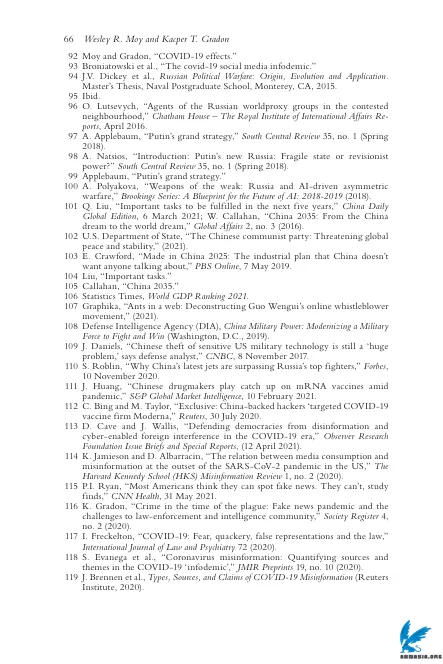 66 Wesley R. Moy and Kacper T. Gradon
92 Moy and Gradon, “COVID-19 effects.”
93 Broniatowski et al., “The covid-19 social media infodemic.”
94 J.V. Dickey et al., Russian Political Warfare: Origin, Evolution and Application.
Master’s Thesis, Naval Postgraduate School, Monterey, CA, 2015.
95 Ibid.
96 O. Lutsevych, “Agents of the Russian worldproxy groups in the contested
neighbourhood,” Chatham House – The Royal Institute of International Affairs Re-
ports, April 2016.
97 A. Applebaum, “Putin’s grand strategy,” South Central Review 35, no. 1 (Spring
2018).
98 A. Natsios, “Introduction: Putin’s new Russia: Fragile state or revisionist
power?” South Central Review 35, no. 1 (Spring 2018).
99 Applebaum, “Putin’s grand strategy.”
100 A. Polyakova, “Weapons of the weak: Russia and AI-driven asymmetric
warfare,” Brookings Series: A Blueprint for the Future of AI: 2018-2019 (2018).
101 Q. Liu, “Important tasks to be fulfilled in the next five years,” China Daily
Global Edition, 6 March 2021; W. Callahan, “China 2035: From the China
dream to the world dream,” Global Affairs 2, no. 3 (2016).
102 U.S. Department of State, “The Chinese communist party: Threatening global
peace and stability,” (2021).
103 E. Crawford, “Made in China 2025: The industrial plan that China doesn’t
want anyone talking about,” PBS Online, 7 May 2019.
104 Liu, “Important tasks.”
105 Callahan, “China 2035.”
106 Statistics Times, World GDP Ranking 2021.
107 Graphika, “Ants in a web: Deconstructing Guo Wengui’s online whistleblower
movement,” (2021).
108 Defense Intelligence Agency (DIA), China Military Power: Modernizing a Military
Force to Fight and Win (Washington, D.C., 2019).
109 J. Daniels, “Chinese theft of sensitive US military technology is still a ‘huge
problem,’ says defense analyst,” CNBC, 8 November 2017.
110 S. Roblin, “Why China’s latest jets are surpassing Russia’s top fighters,” Forbes,
10 November 2020.
111 J. Huang, “Chinese drugmakers play catch up on mRNA vaccines amid
pandemic,” S&P Global Market Intelligence, 10 February 2021.
112 C. Bing and M. Taylor, “Exclusive: China-backed hackers ‘targeted COVID-19
vaccine firm Moderna,” Reuters, 30 July 2020.
113 D. Cave and J. Wallis, “Defending democracies from disinformation and
cyber-enabled foreign interference in the COVID-19 era,” Observer Research
Foundation Issue Briefs and Special Reports, (12 April 2021).
114 K. Jamieson and D. Albarracin, “The relation between media consumption and
misinformation at the outset of the SARS-CoV-2 pandemic in the US,” The
Harvard Kennedy School (HKS) Misinformation Review 1, no. 2 (2020).
115 P.I. Ryan, “Most Americans think they can spot fake news. They can’t, study
finds,” CNN Health, 31 May 2021.
116 K. Gradon, “Crime in the time of the plague: Fake news pandemic and the
challenges to law-enforcement and intelligence community,” Society Register 4,
no. 2 (2020).
117 I. Freckelton, “COVID-19: Fear, quackery, false representations and the law,”
International Journal of Law and Psychiatry 72 (2020).
118 S. Evanega et al., “Coronavirus misinformation: Quantifying sources and
themes in the COVID-19 ‘infodemic’,” JMIR Preprints 19, no. 10 (2020).
119 J. Brennen et al., Types, Sources, and Claims of COVID-19 Misinformation (Reuters
Institute, 2020).